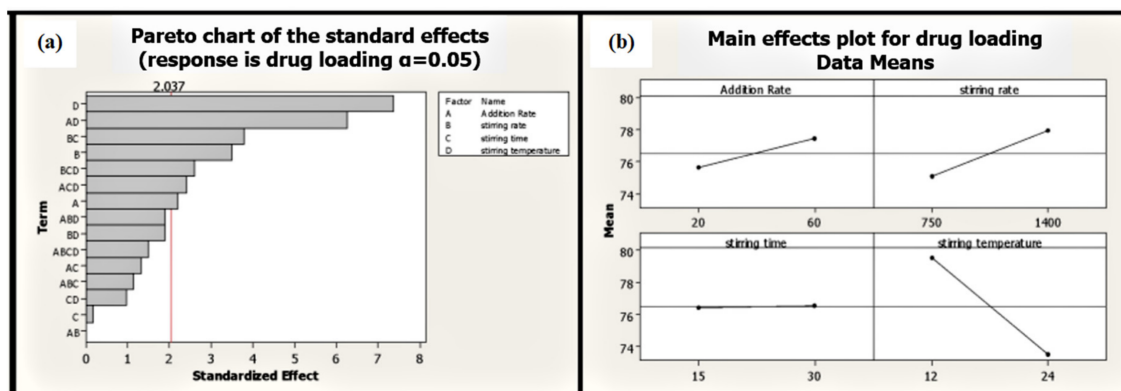 (a)
Pareto chart of the standard effects
(response is drug loading α=0.05)
2.037
Term
D
AD
BC
B
BCD
ACD
A
ABD
BD
ABCD
AC
ABC
CD
C
AB
0 1 2 3 4 5 6 7 8
Standardized Effect
Factor Name
A Addition Rate
B stirring rate
C stirring time
D stirring temperature
(b)
Main effects plot for drug loading
Data Means
Mean
Addition Rate stirring rate
80
78
76
74
20 60 750 1400
stirring time stirring temperature
80
78
76
74
15 30 12 24